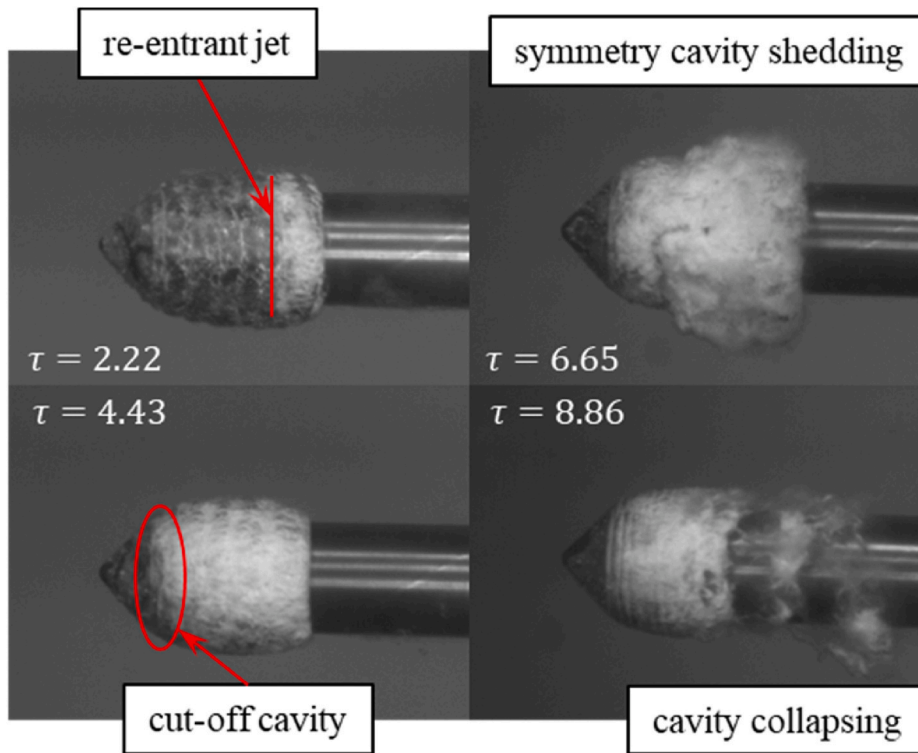 re-entrant jet
symmetry cavity shedding
τ = 2.22
τ = 6.65
τ = 4.43
τ = 8.86
cut-off cavity
cavity collapsing